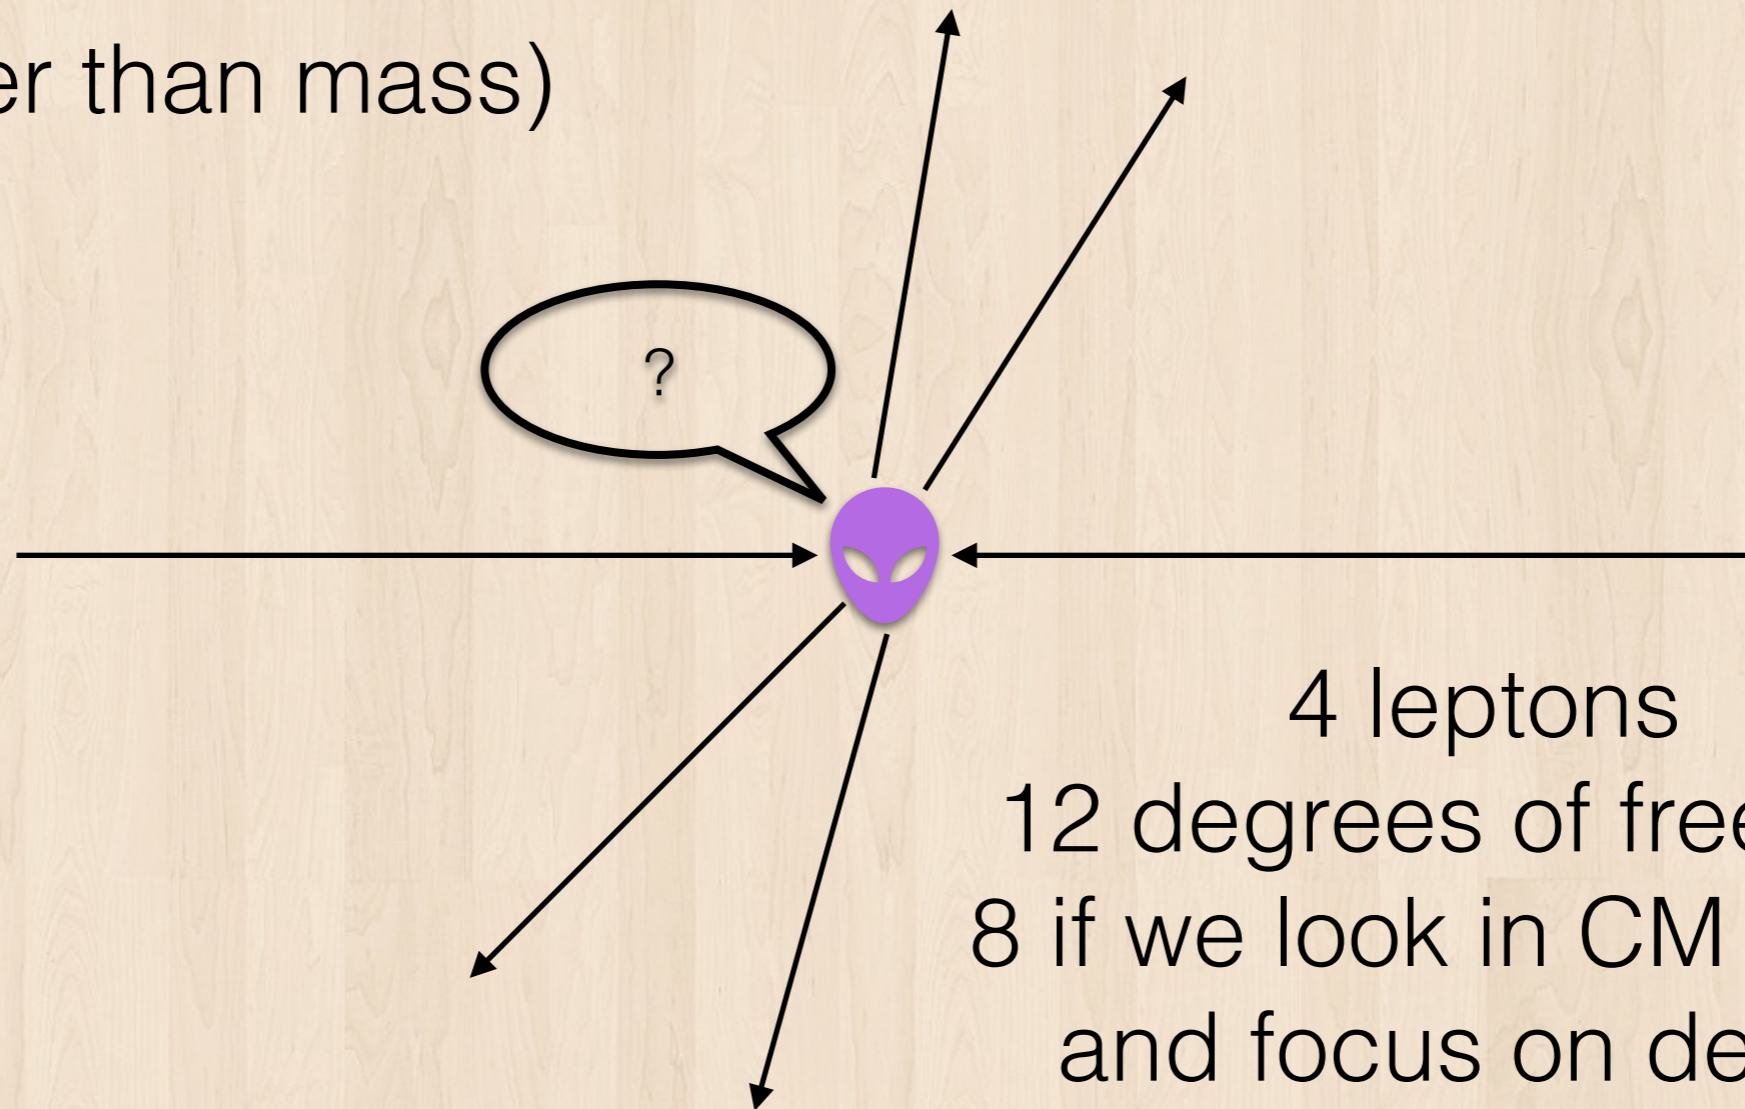 er than mass)
?
4 leptons
12 degrees of free
8 if we look in CM
and focus on de